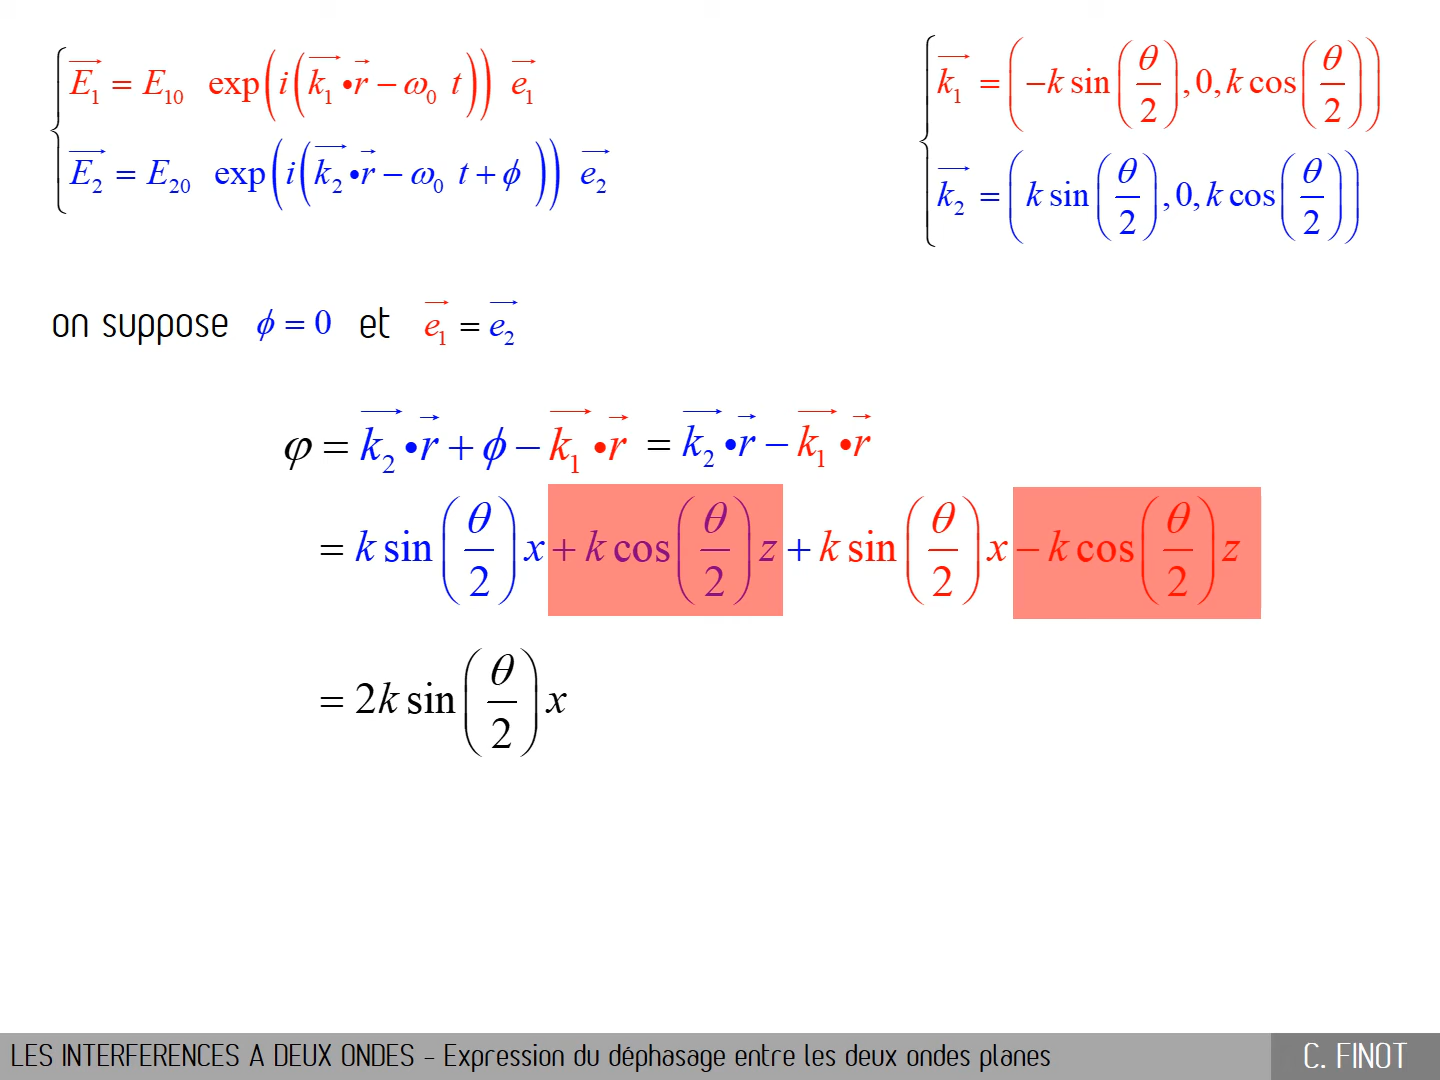 E₁ = E₁₀ exp(i(k₁•r − ω₀ t)) e₁
E₂ = E₂₀ exp(i(k₂•r − ω₀ t + ϕ)) e₂
k₁ = (−k sin(θ/2), 0, k cos(θ/2))
k₂ = (k sin(θ/2), 0, k cos(θ/2))
on suppose ϕ = 0 et e₁ = e₂
φ = k₂•r + ϕ − k₁•r = k₂•r − k₁•r
= k sin(θ/2) x + k cos(θ/2) z + k sin(θ/2) x − k cos(θ/2) z
= 2k sin(θ/2) x
LES INTERFERENCES A DEUX ONDES – Expression du déphasage entre les deux ondes planes
C. FINOT